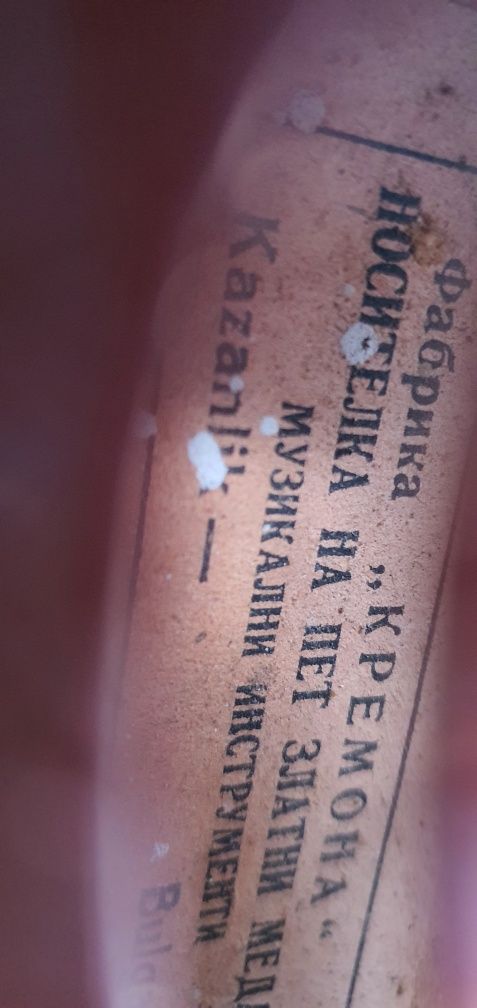 Фабрика „КРЕМОНА“
НОСИТЕЛКА НА ПЕТ ЗЛАТНИ
МУЗИКАЛНИ ИНСТРУМЕНТИ
Kazanlik —